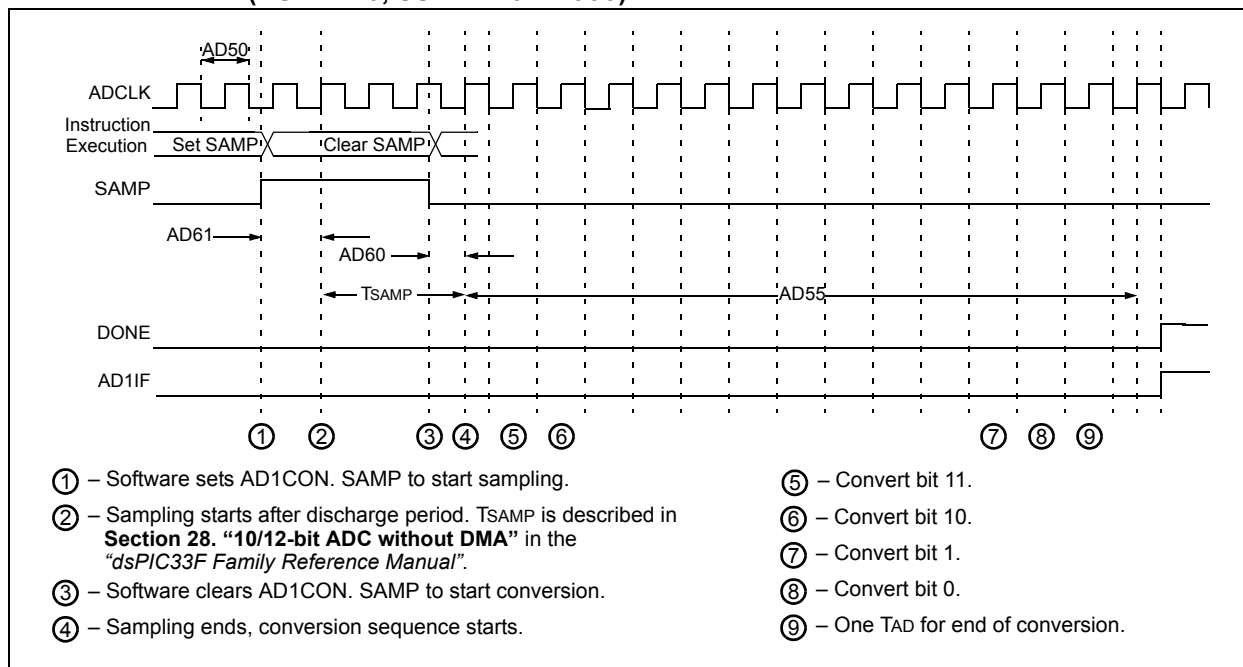 AD50
ADCLK
Instruction
Execution
Set SAMP
Clear SAMP
SAMP
AD61
AD60
TSAMP
AD55
DONE
AD1IF
1 2 3 4 5 6 7 8 9
1 – Software sets AD1CON. SAMP to start sampling.
2 – Sampling starts after discharge period. TSAMP is described in
Section 28. “10/12-bit ADC without DMA” in the
“dsPIC33F Family Reference Manual”.
3 – Software clears AD1CON. SAMP to start conversion.
4 – Sampling ends, conversion sequence starts.
5 – Convert bit 11.
6 – Convert bit 10.
7 – Convert bit 1.
8 – Convert bit 0.
9 – One TAD for end of conversion.